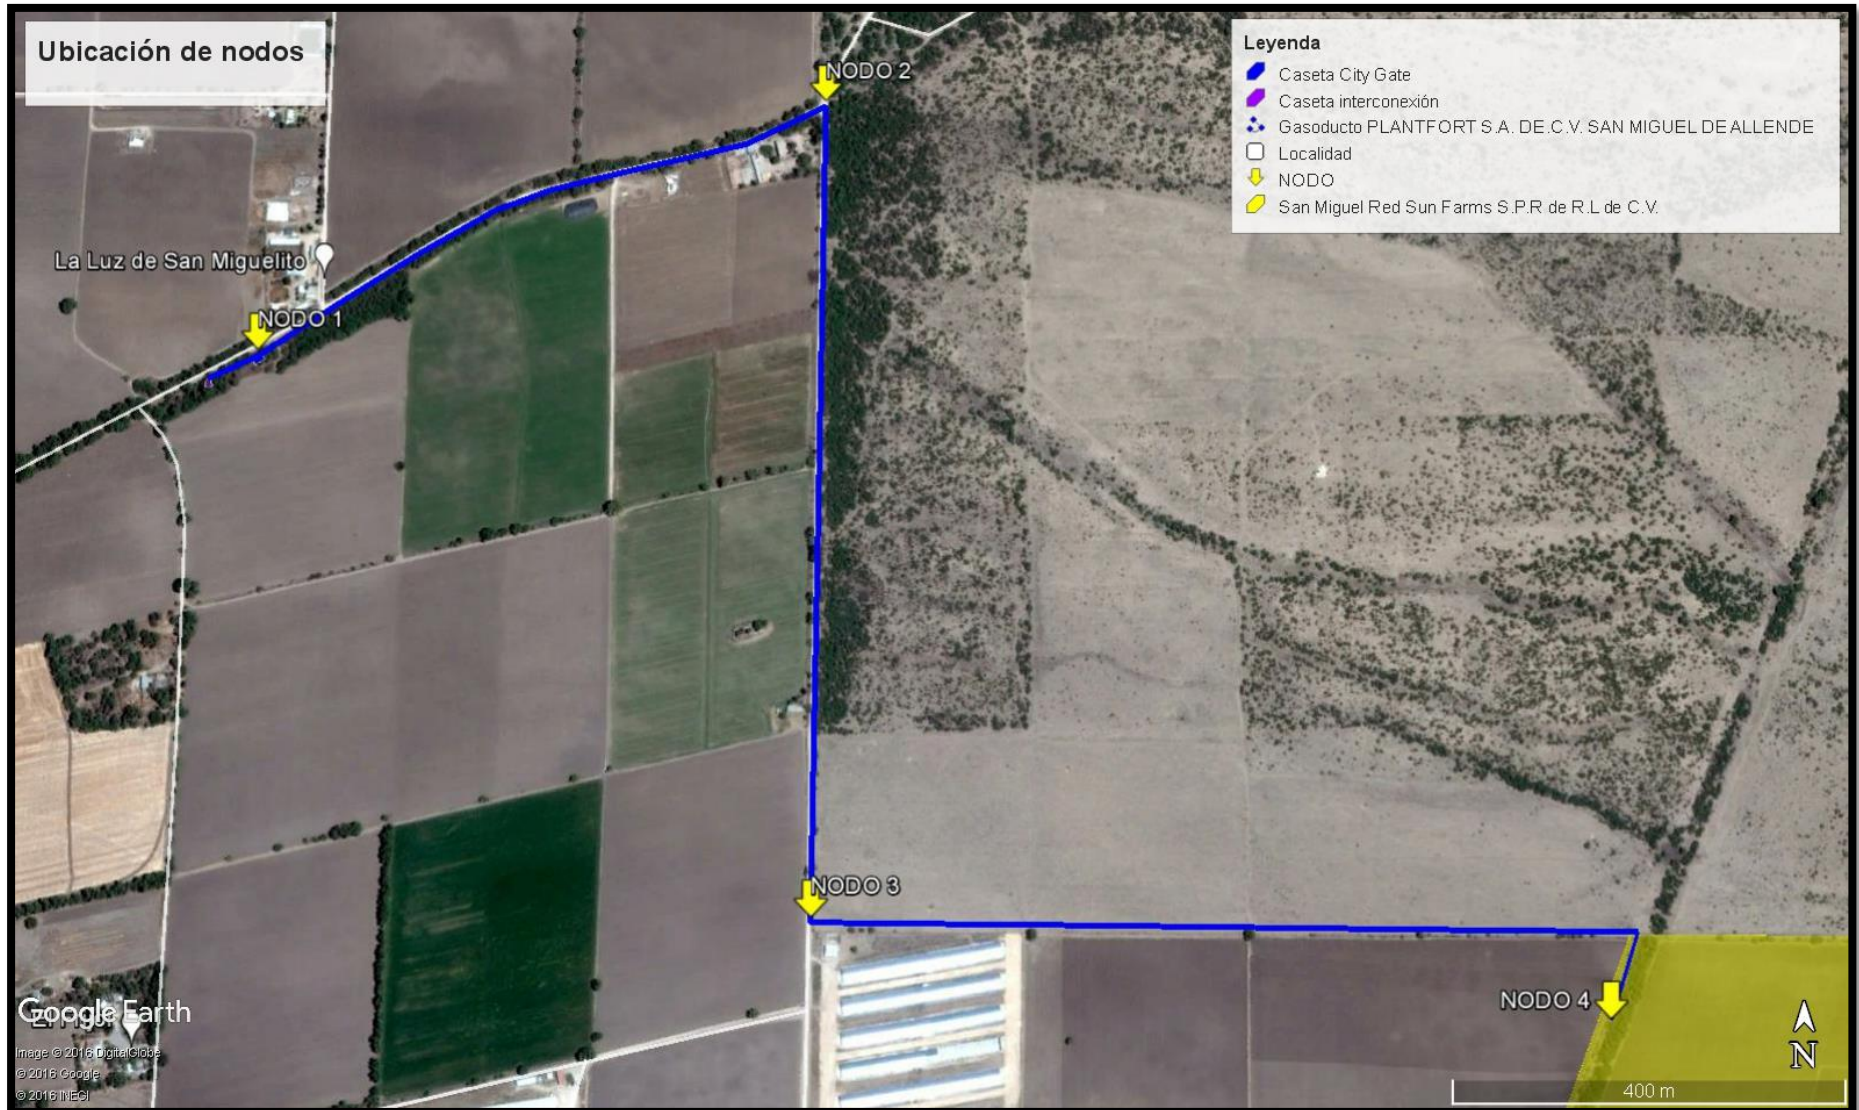 Ubicación de nodos
Leyenda
Caseta City Gate
Caseta interconexión
Gasoducto PLANTFORT S.A. DE.C.V. SAN MIGUEL DE ALLENDE
Localidad
NODO
San Miguel Red Sun Farms S.P.R de R.L de C.V.
NODO 2
La Luz de San Miguelito
NODO 1
NODO 3
NODO 4
Google Earth
Image © 2016 DigitalGlobe
© 2016 Google
© 2016 INEGI
N
400 m